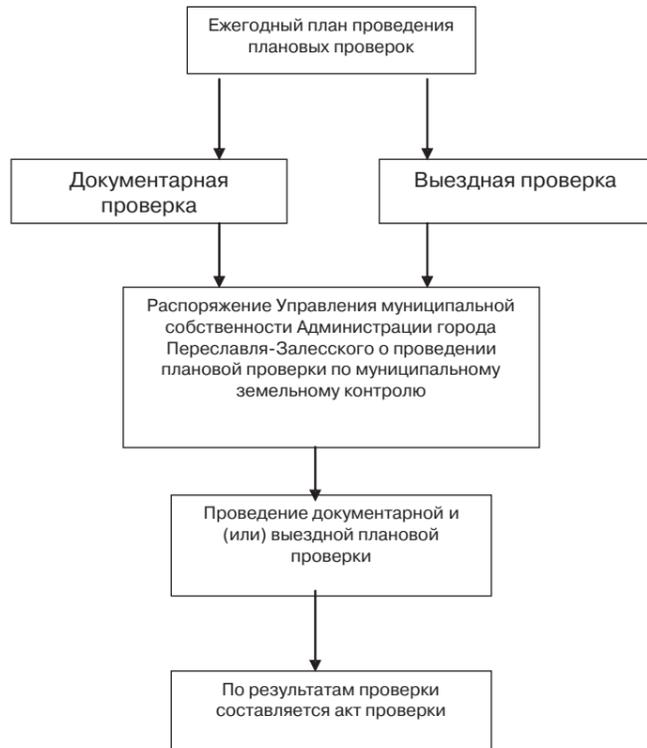 Ежегодный план проведения
плановых проверок
Документарная
проверка
Выездная проверка
Распоряжение Управления муниципальной
собственности Администрации города
Переславля-Залесского о проведении
плановой проверки по муниципальному
земельному контролю
Проведение документарной и
(или) выездной плановой
проверки
По результатам проверки
составляется акт проверки